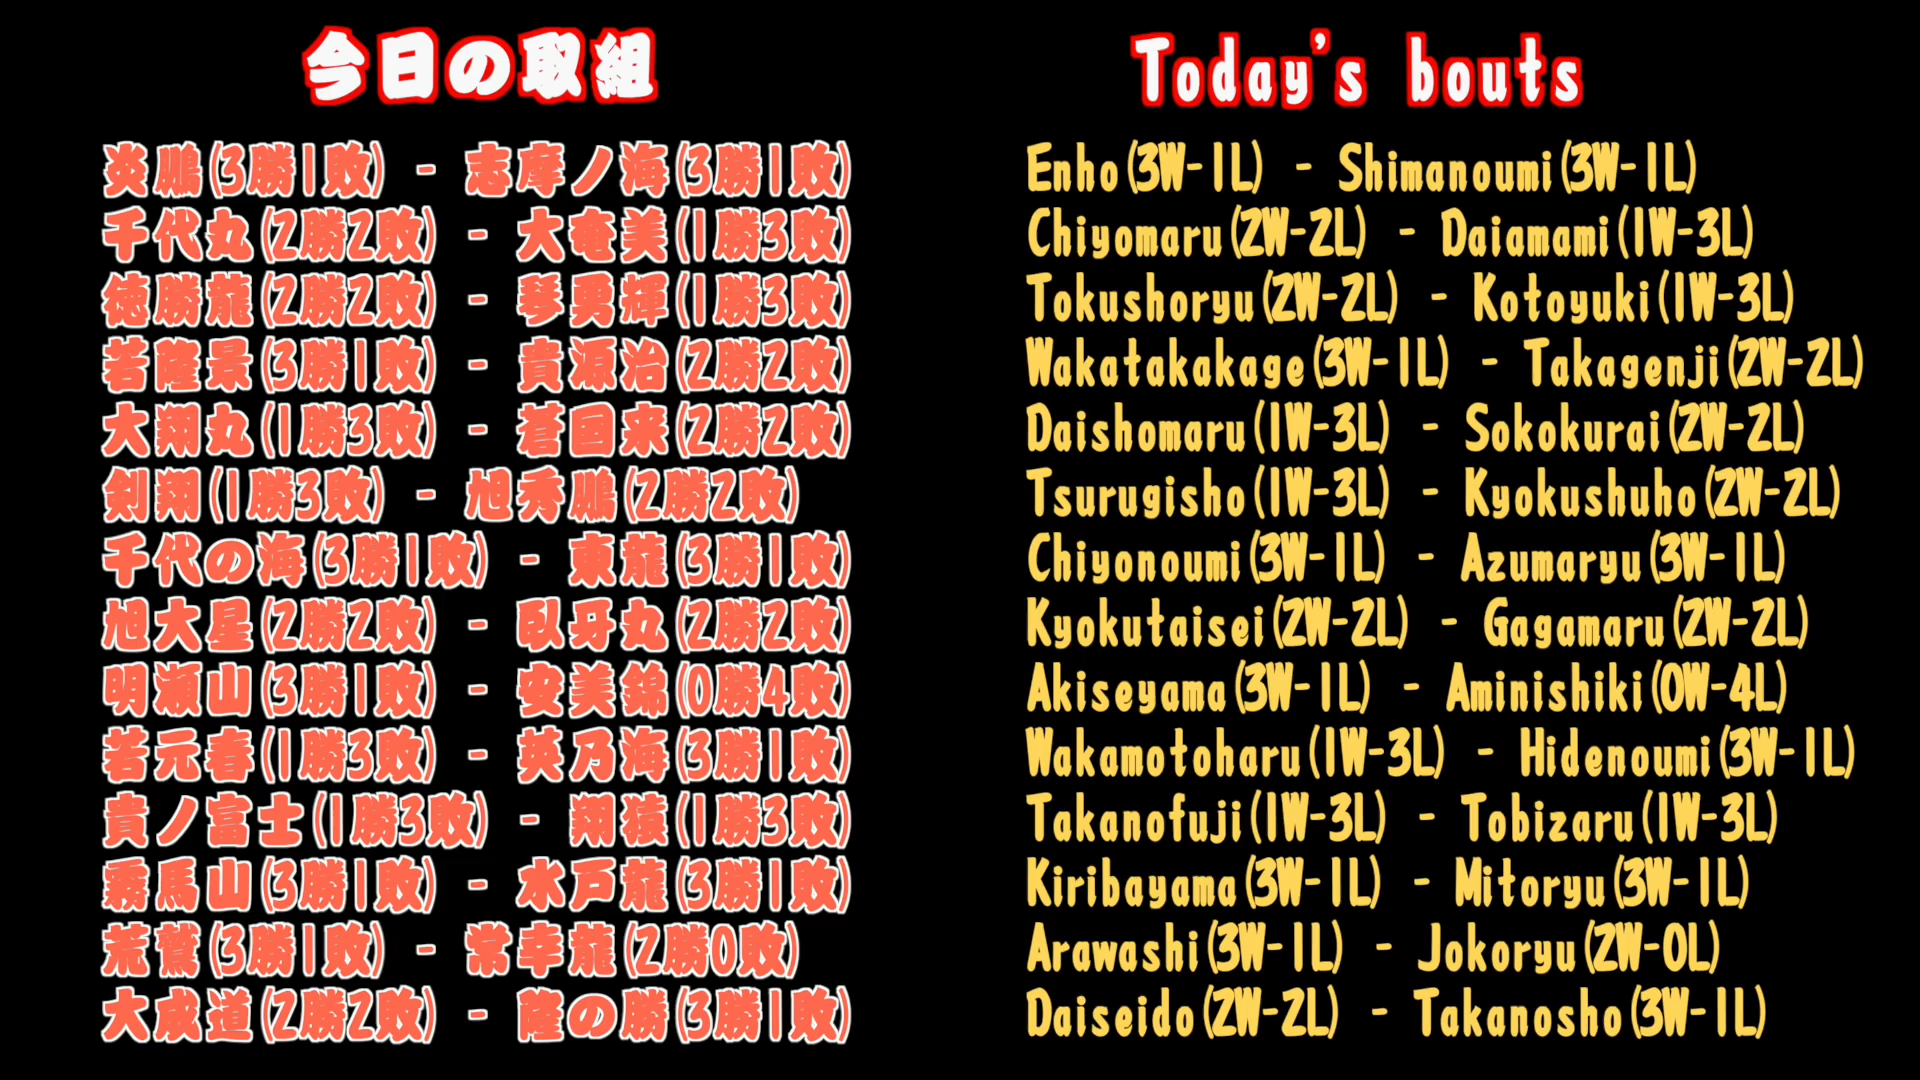 今日の取組
炎鵬(3勝1敗) - 志摩ノ海(3勝1敗)
千代丸(2勝2敗) - 大奄美(1勝3敗)
徳勝龍(2勝2敗) - 琴勇輝(1勝3敗)
若隆景(3勝1敗) - 貴源治(2勝2敗)
大翔丸(1勝3敗) - 蒼国来(2勝2敗)
剣翔(1勝3敗) - 旭秀鵬(2勝2敗)
千代の海(3勝1敗) - 東龍(3勝1敗)
旭大星(2勝2敗) - 臥牙丸(2勝2敗)
明瀬山(3勝1敗) - 安美錦(0勝4敗)
若元春(1勝3敗) - 英乃海(3勝1敗)
貴ノ富士(1勝3敗) - 翔猿(1勝3敗)
霧馬山(3勝1敗) - 水戸龍(3勝1敗)
荒鷲(3勝1敗) - 常幸龍(2勝0敗)
大成道(2勝2敗) - 隆の勝(3勝1敗)
Today's bouts
Enho(3W-1L) - Shimanoumi(3W-1L)
Chiyomaru(2W-2L) - Daiamami(1W-3L)
Tokushoryu(2W-2L) - Kotoyuki(1W-3L)
Wakatakakage(3W-1L) - Takagenji(2W-2L)
Daishomaru(1W-3L) - Sokokurai(2W-2L)
Tsurugisho(1W-3L) - Kyokushuho(2W-2L)
Chiyonoumi(3W-1L) - Azumaryu(3W-1L)
Kyokutaisei(2W-2L) - Gagamaru(2W-2L)
Akiseyama(3W-1L) - Aminishiki(0W-4L)
Wakamotoharu(1W-3L) - Hidenoumi(3W-1L)
Takanofuji(1W-3L) - Tobizaru(1W-3L)
Kiribayama(3W-1L) - Mitoryu(3W-1L)
Arawashi(3W-1L) - Jokoryu(2W-0L)
Daiseido(2W-2L) - Takanosho(3W-1L)